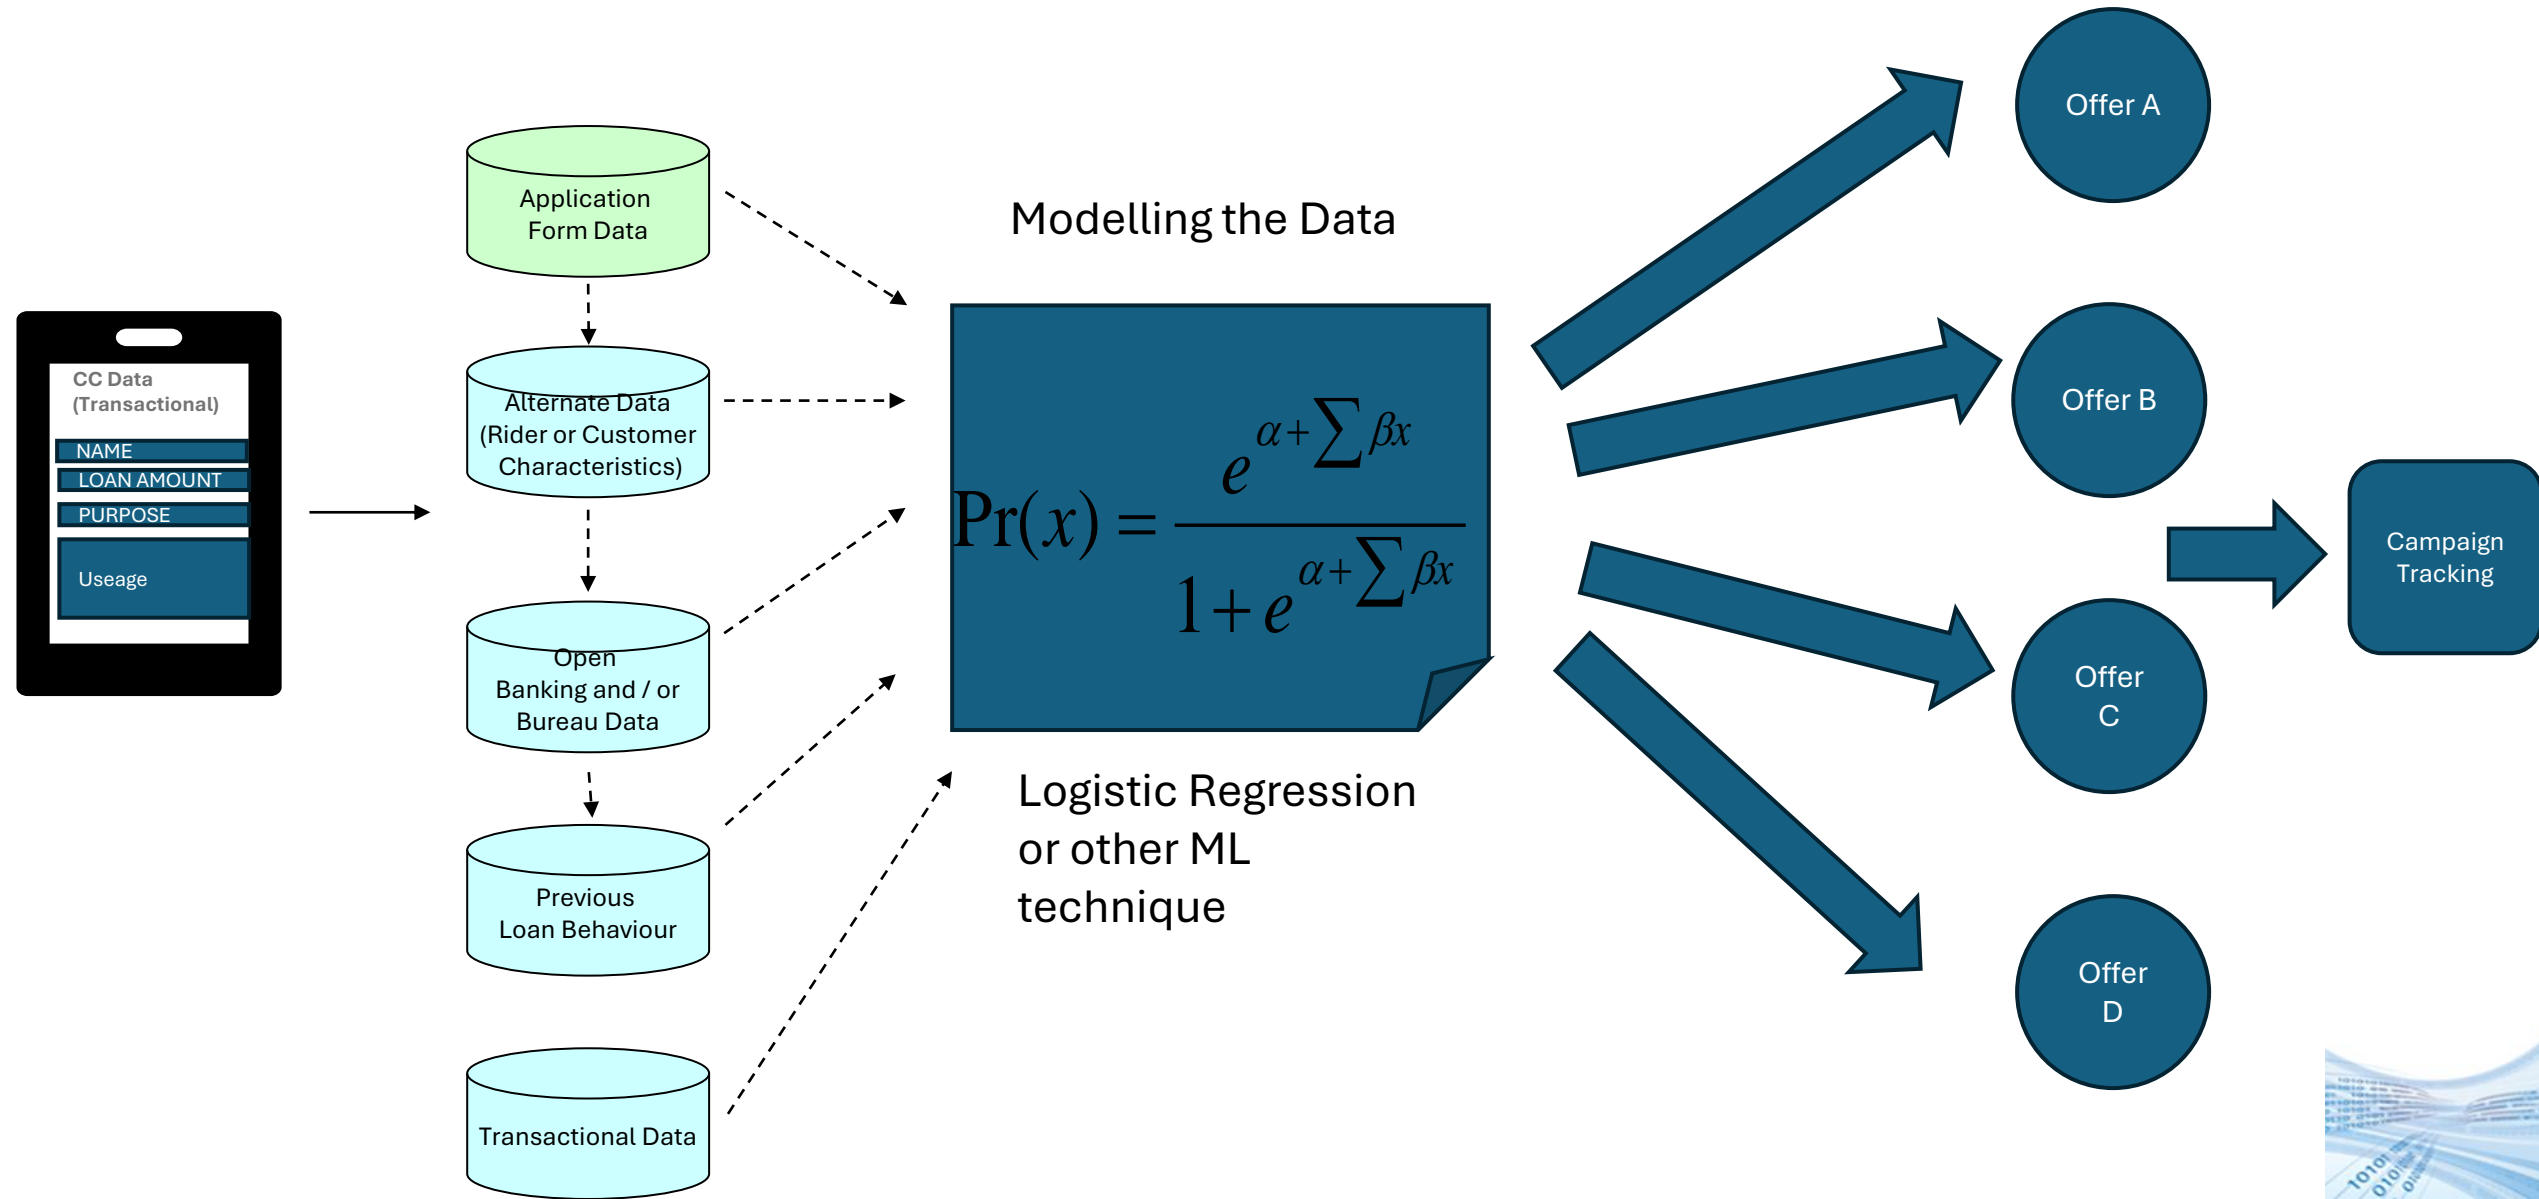 CC Data
(Transactional)
NAME
LOAN AMOUNT
PURPOSE
Useage
Application
Form Data
Alternate Data
(Rider or Customer
Characteristics)
Open
Banking and / or
Bureau Data
Previous
Loan Behaviour
Transactional Data
Modelling the Data
Pr(x) = e^{α+∑βx} / 1+e^{α+∑βx}
Logistic Regression
or other ML
technique
Offer A
Offer B
Offer
C
Offer
D
Campaign
Tracking